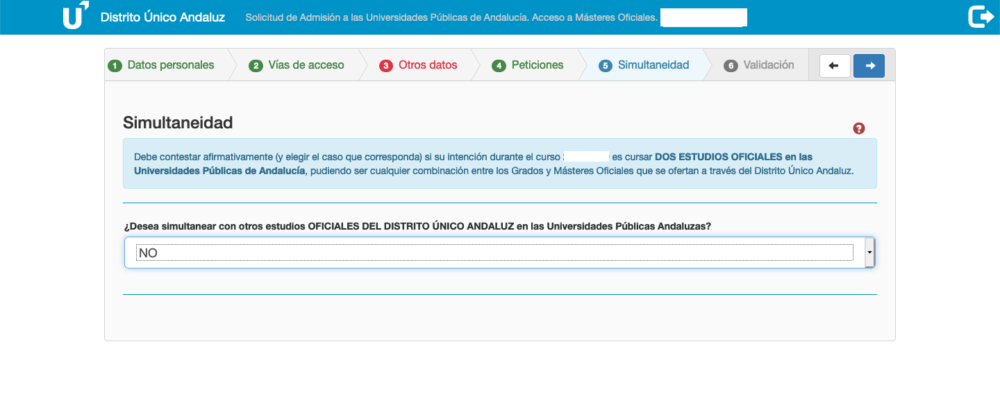 Distrito Único Andaluz
Solicitud de Admisión a las Universidades Públicas de Andalucía. Acceso a Másteres Oficiales.
1 Datos personales
2 Vías de acceso
3 Otros datos
4 Peticiones
5 Simultaneidad
6 Validación
Simultaneidad
?
Debe contestar afirmativamente (y elegir el caso que corresponda) si su intención durante el curso es cursar DOS ESTUDIOS OFICIALES en las
Universidades Públicas de Andalucía, pudiendo ser cualquier combinación entre los Grados y Másteres Oficiales que se ofertan a través del Distrito Único Andaluz.
¿Desea simultanear con otros estudios OFICIALES DEL DISTRITO ÚNICO ANDALUZ en las Universidades Públicas Andaluzas?
NO